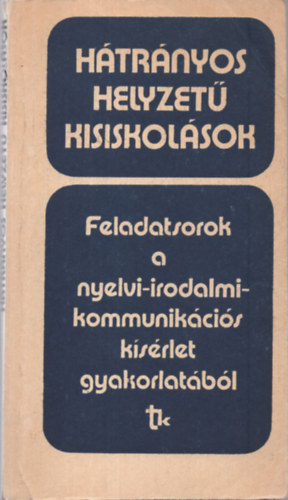 HÁTRÁNYOS
HELYZETŰ
KISISKOLÁSOK
Feladatsorok
a
nyelvi-irodalmi-
kommunikációs
kísérlet
gyakorlatából
tk